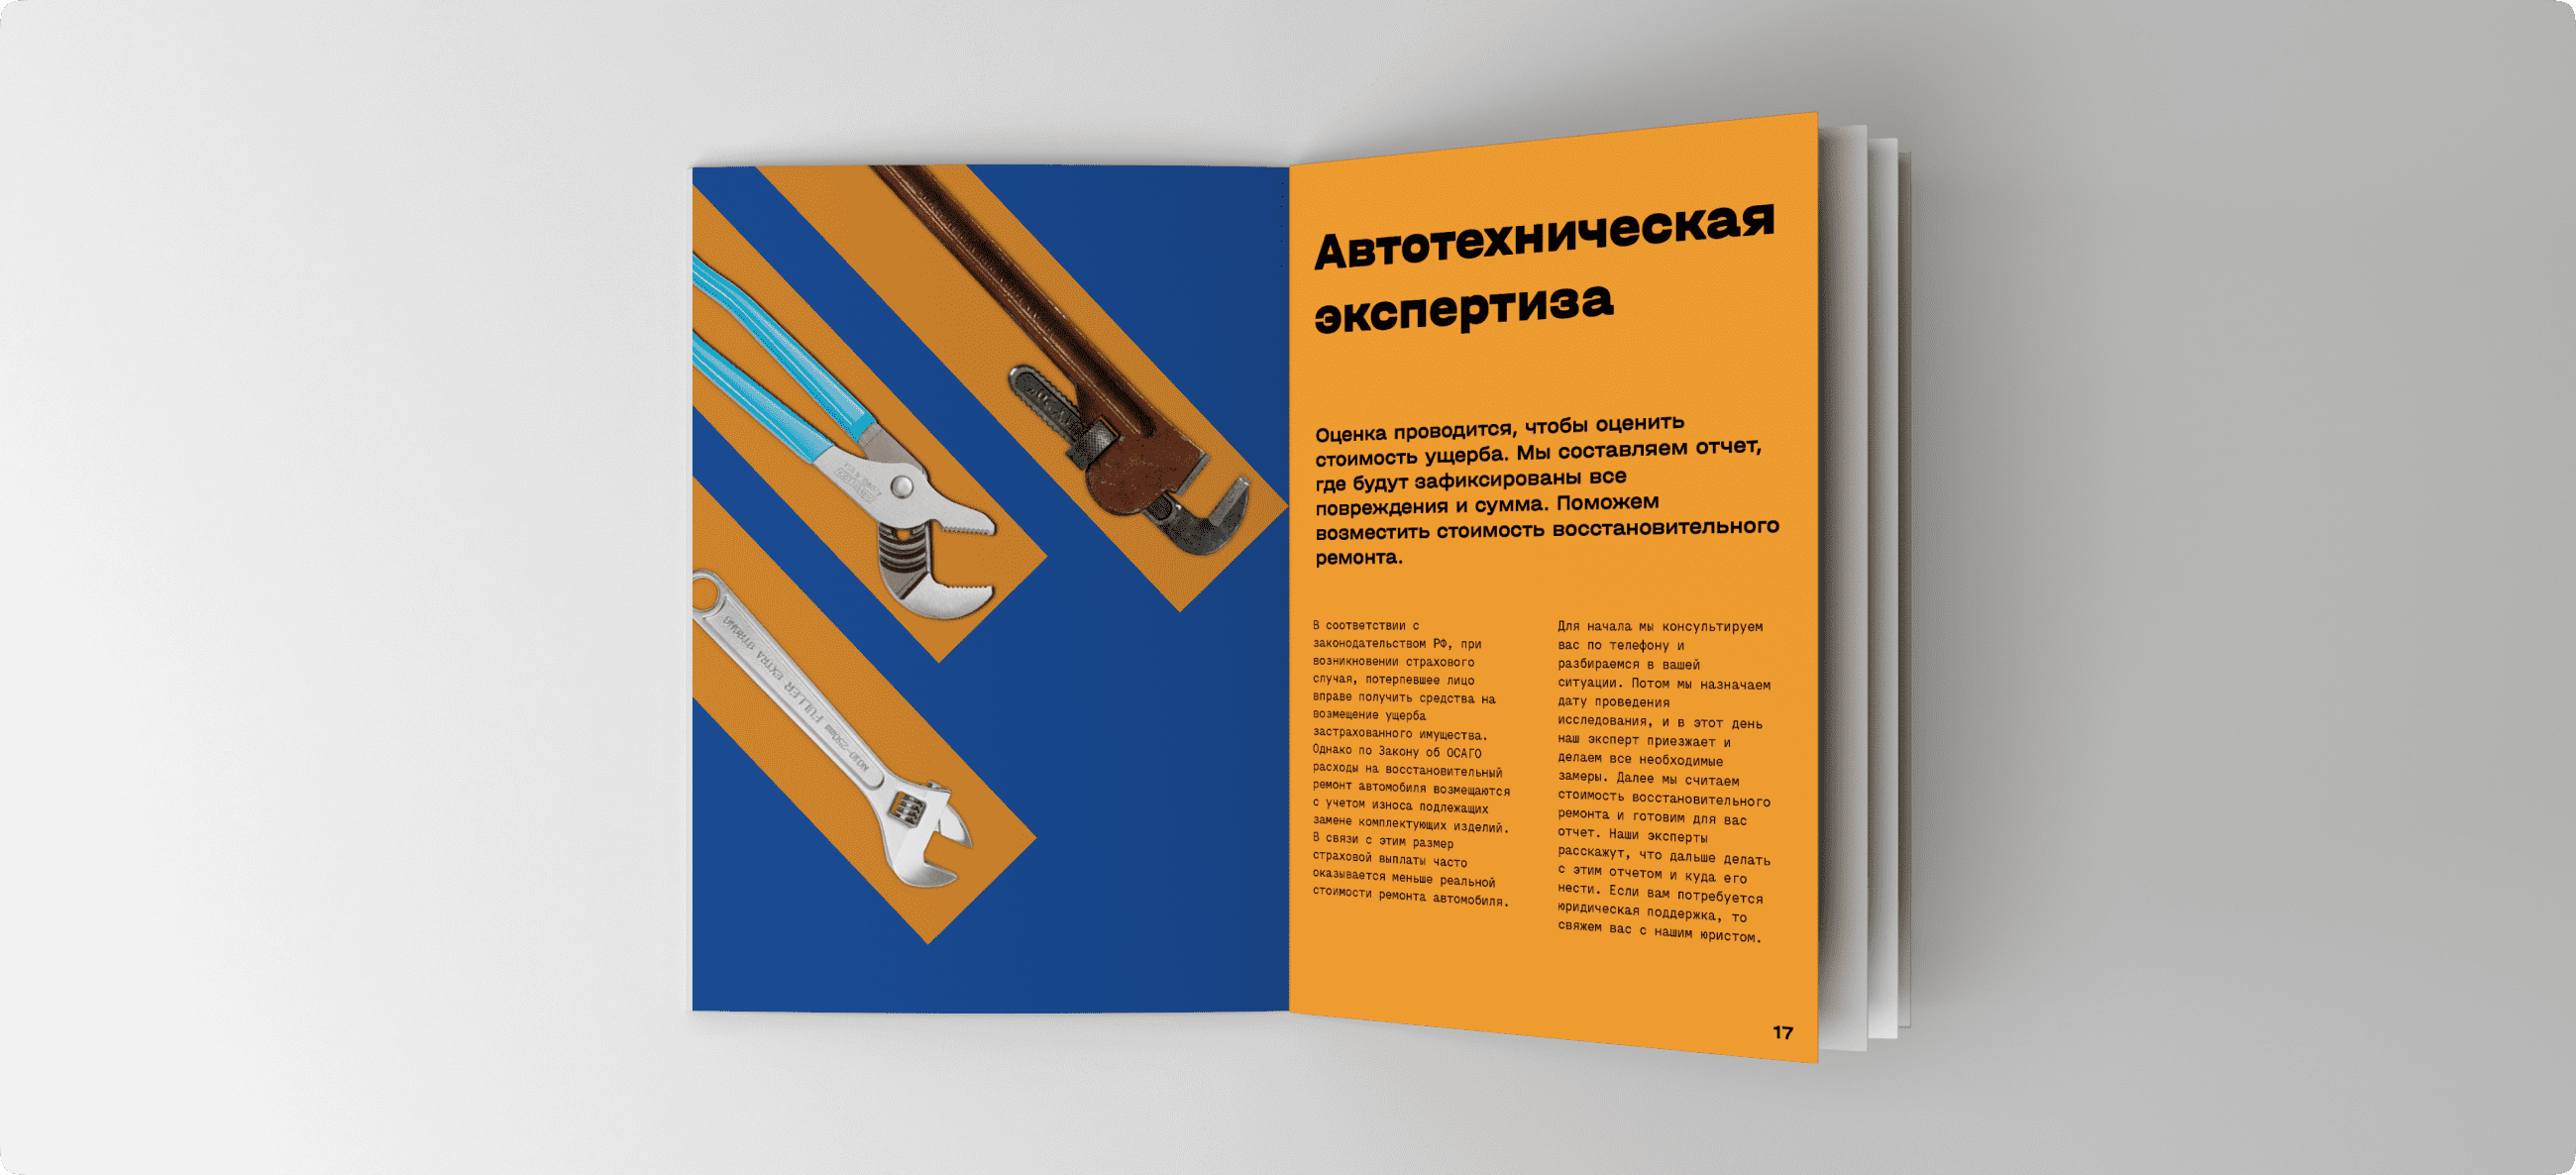 Автотехническая
экспертиза
Оценка проводится, чтобы оценить
стоимость ущерба. Мы составляем отчет,
где будут зафиксированы все
повреждения и сумма. Поможем
возместить стоимость восстановительного
ремонта.
В соответствии с
законодательством РФ, при
возникновении страхового
случая, потерпевшее лицо
вправе получить средства на
возмещение ущерба
застрахованного имущества.
Однако по Закону об ОСАГО
расходы на восстановительный
ремонт автомобиля возмещаются
с учетом износа подлежащих
замене комплектующих изделий.
В связи с этим размер
страховой выплаты часто
оказывается меньше реальной
стоимости ремонта автомобиля.
Для начала мы консультируем
вас по телефону и
разбираемся в вашей
ситуации. Потом мы назначаем
дату проведения
исследования, и в этот день
наш эксперт приезжает и
делаем все необходимые
замеры. Далее мы считаем
стоимость восстановительного
ремонта и готовим для вас
отчет. Наши эксперты
расскажут, что дальше делать
с этим отчетом и куда его
нести. Если вам потребуется
юридическая поддержка, то
свяжем вас с нашим юристом.
17
FULLER EXTRA STRONG